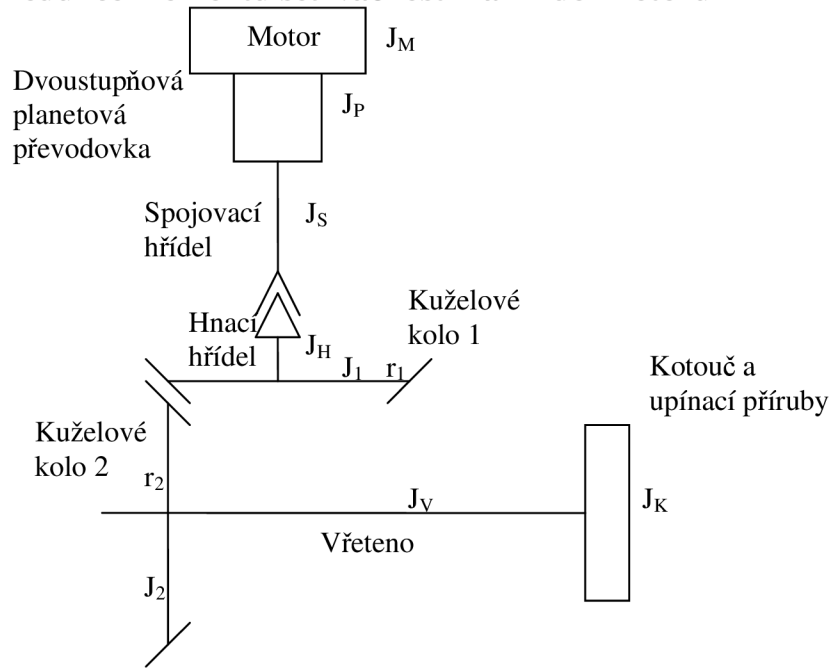 Motor
J_M
Dvoustupňová
planetová
převodovka
J_P
Spojovací
hřídel
J_S
Hnací
hřídel
J_H
Kuželové
kolo 1
J_1
r_1
Kotouč a
upínací příruby
Kuželové
kolo 2
r_2
J_V
J_K
Vřeteno
J_2